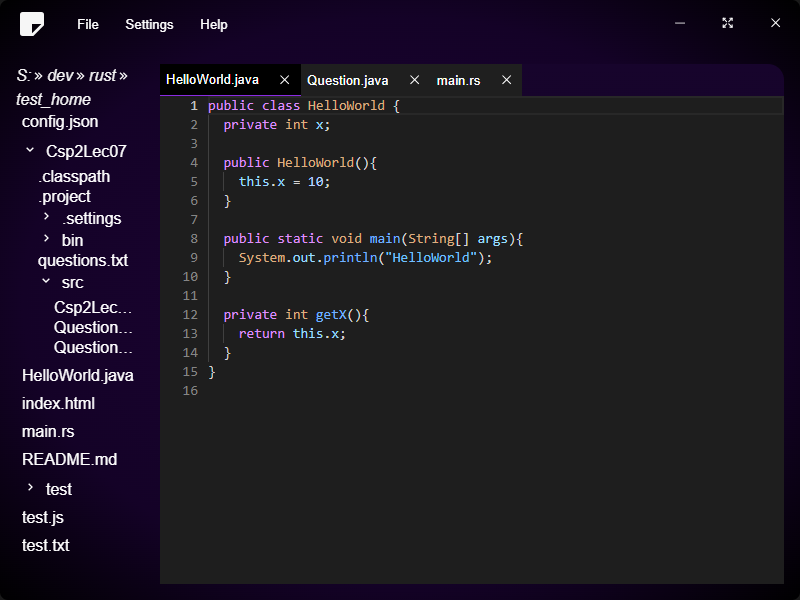 File Settings Help
S: » dev » rust »
test_home
config.json
Csp2Lec07
.classpath
.project
.settings
bin
questions.txt
src
Csp2Lec...
Question...
Question...
HelloWorld.java
index.html
main.rs
README.md
test
test.js
test.txt
HelloWorld.java Question.java main.rs
1 public class HelloWorld {
2   private int x;
3
4   public HelloWorld(){
5     this.x = 10;
6   }
7
8   public static void main(String[] args){
9     System.out.println("HelloWorld");
10   }
11
12   private int getX(){
13     return this.x;
14   }
15 }
16